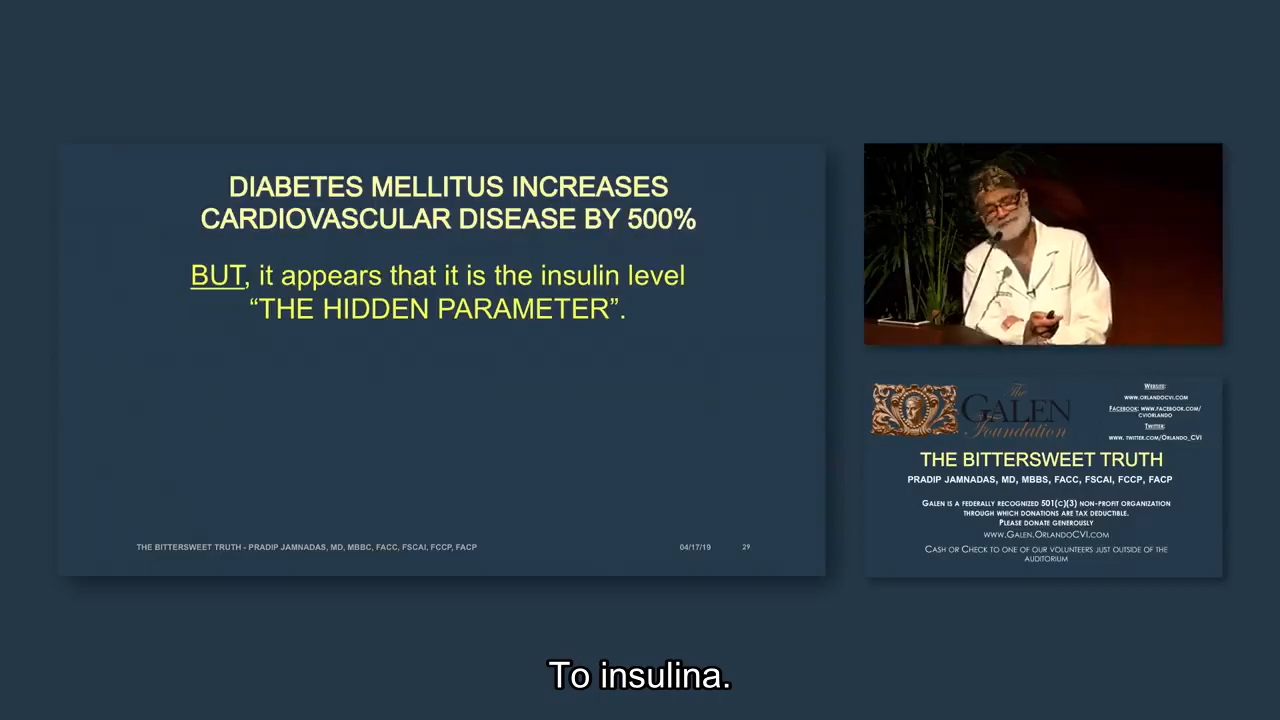 DIABETES MELLITUS INCREASES
CARDIOVASCULAR DISEASE BY 500%
BUT, it appears that it is the insulin level
“THE HIDDEN PARAMETER”.
THE BITTERSWEET TRUTH - PRADIP JAMNADAS, MD, MBBC, FACC, FSCAI, FCCP, FACP
04/17/19
29
The
GALEN
Foundation
WEBSITE:
WWW.ORLANDOCVI.COM
FACEBOOK: WWW.FACEBOOK.COM/
CVIORLANDO
TWITTER:
WWW. TWITTER.COM/ORLANDO_CVI
THE BITTERSWEET TRUTH
PRADIP JAMNADAS, MD, MBBS, FACC, FSCAI, FCCP, FACP
GALEN IS A FEDERALLY RECOGNIZED 501(C)(3) NON-PROFIT ORGANIZATION
THROUGH WHICH DONATIONS ARE TAX DEDUCTIBLE.
PLEASE DONATE GENEROUSLY
WWW.GALEN.ORLANDOCVI.COM
CASH OR CHECK TO ONE OF OUR VOLUNTEERS JUST OUTSIDE OF THE
AUDITORIUM
To insulina.